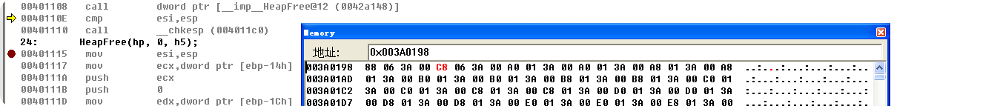 00401108 call dword ptr [__imp__HeapFree@12 (0042a148)]
0040110E cmp esi,esp
00401110 call __chkesp (004011c0)
24: HeapFree(hp, 0, h5);
00401115 mov esi,esp
00401117 mov ecx,dword ptr [ebp-14h]
0040111A push ecx
0040111B push 0
0040111D mov edx,dword ptr [ebp-1Ch]
Memory
地址: 0x003A0198
003A0198 88 06 3A 00 C8 06 3A 00 A0 01 3A 00 A0 01 3A 00 A8 01 3A 00 A8 ..:...:...:...:...:..
003A01AD 01 3A 00 B0 01 3A 00 B0 01 3A 00 B8 01 3A 00 B8 01 3A 00 C0 01 .:...:...:...:...:...
003A01C2 3A 00 C0 01 3A 00 C8 01 3A 00 C8 01 3A 00 D0 01 3A 00 D0 01 3A :...:...:...:...:...:
003A01D7 00 D8 01 3A 00 D8 01 3A 00 E0 01 3A 00 E0 01 3A 00 E8 01 3A 00 ...:...:...:...:...:.